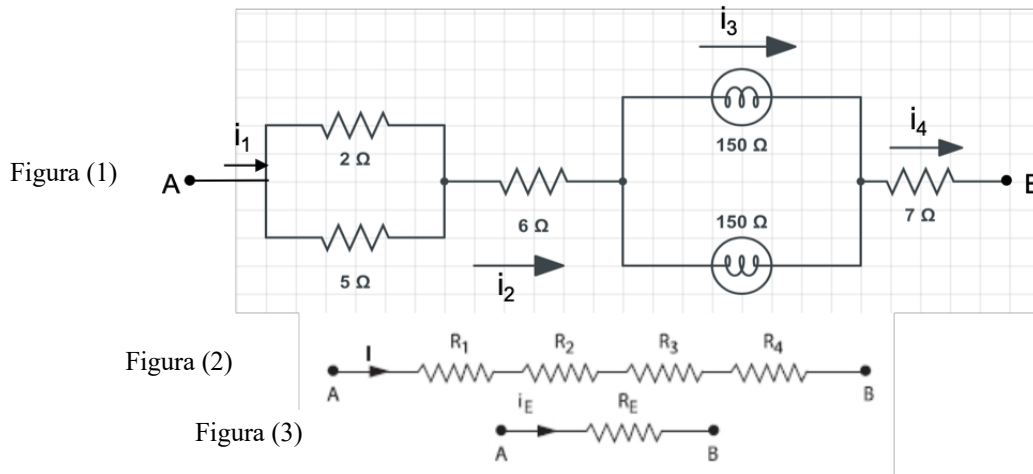 i3
i1
2 Ω
150 Ω
i4
Figura (1)
A
B
6 Ω
150 Ω
7 Ω
5 Ω
i2
Figura (2)
I
R1
R2
R3
R4
A
B
Figura (3)
iE
RE
A
B